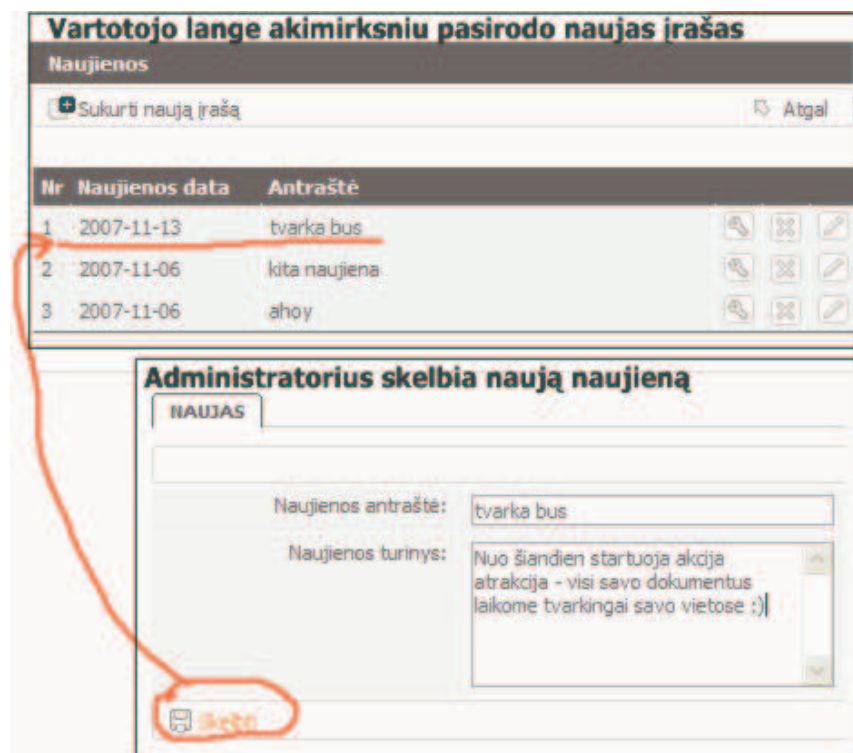 Vartotojo lange akimirksniu pasirodo naujas įrašas
Naujienos
Sukurti naują įrašą Atgal
Nr Naujienos data Antraštė
1 2007-11-13 tvarka bus
2 2007-11-06 kita naujiena
3 2007-11-06 ahoy
Administratorius skelbia naują naujieną
NAUJAS
Naujienos antraštė: tvarka bus
Naujienos turinys: Nuo šiandien startuoja akcija
atrakcija - visi savo dokumentus
laikome tvarkingai savo vietose :)
Skelbti